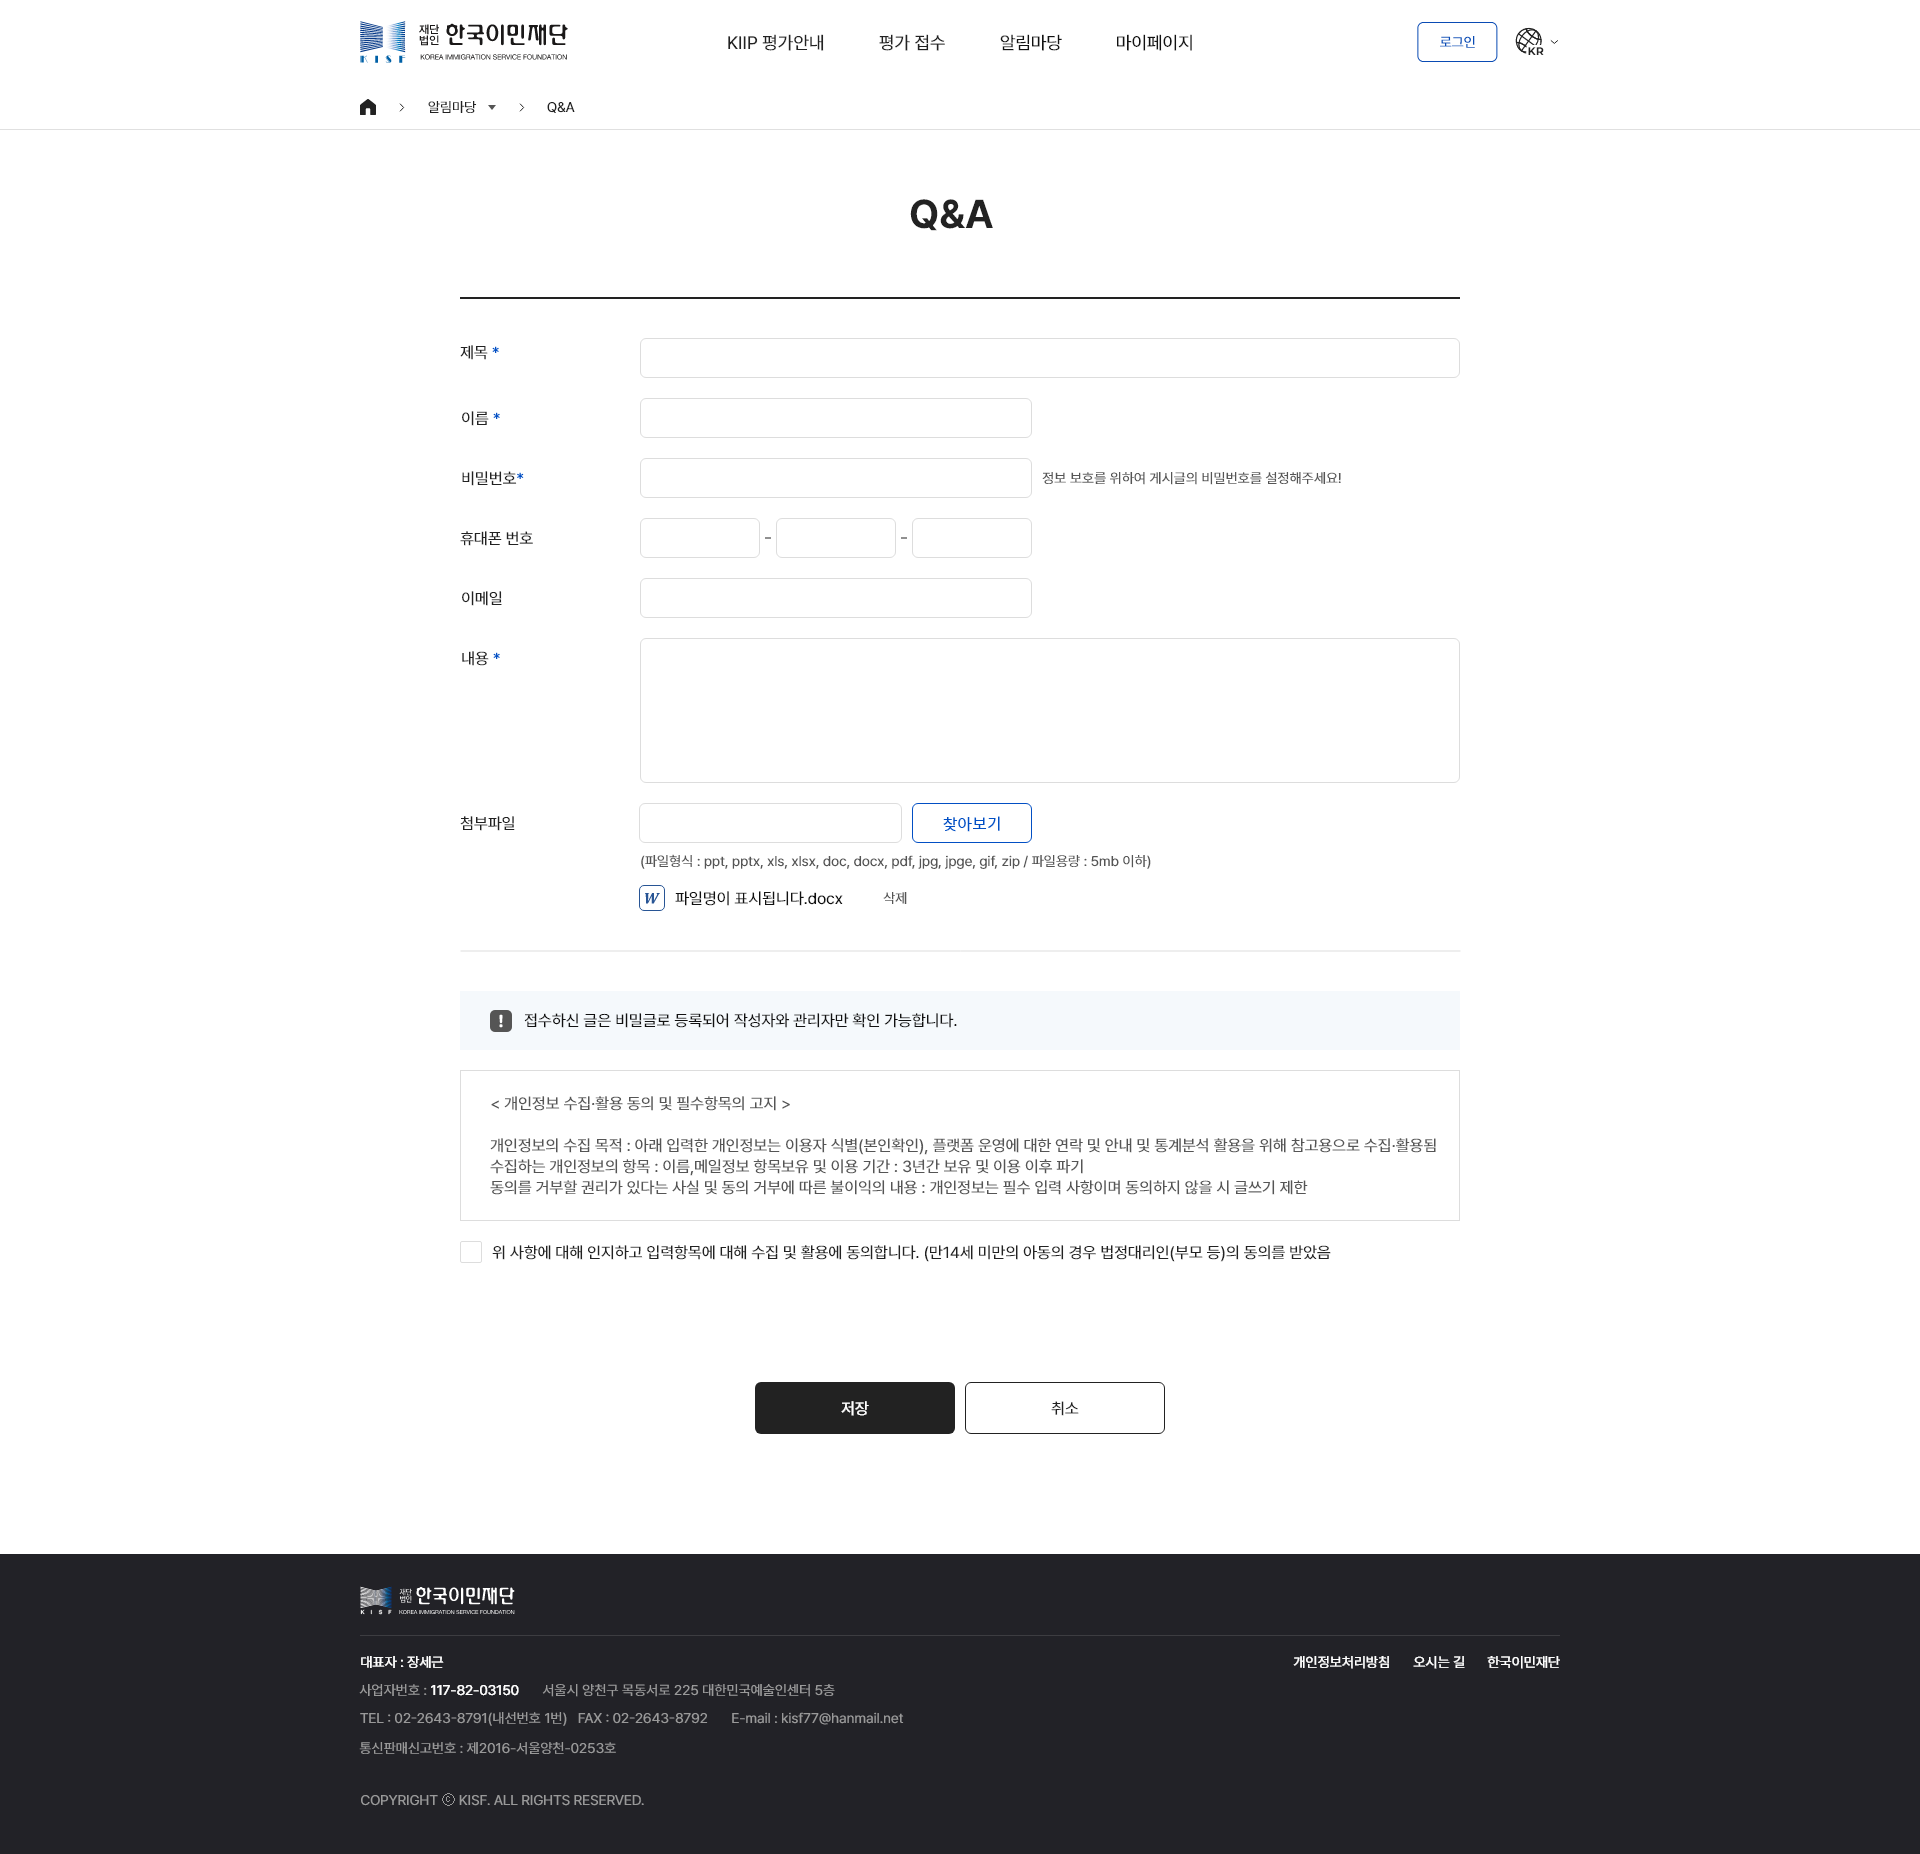 재단법인 한국이민재단
KISF KOREA IMMIGRATION SERVICE FOUNDATION
KIIP 평가안내 평가 접수 알림마당 마이페이지
로그인 KR
알림마당 Q&A
Q&A
제목 *
이름 *
비밀번호* 정보 보호를 위하여 게시글의 비밀번호를 설정해주세요!
휴대폰 번호 - -
이메일
내용 *
첨부파일 찾아보기
(파일형식 : ppt, pptx, xls, xlsx, doc, docx, pdf, jpg, jpge, gif, zip / 파일용량 : 5mb 이하)
W 파일명이 표시됩니다.docx 삭제
! 접수하신 글은 비밀글로 등록되어 작성자와 관리자만 확인 가능합니다.
< 개인정보 수집·활용 동의 및 필수항목의 고지 >
개인정보의 수집 목적 : 아래 입력한 개인정보는 이용자 식별(본인확인), 플랫폼 운영에 대한 연락 및 안내 및 통계분석 활용을 위해 참고용으로 수집·활용됨
수집하는 개인정보의 항목 : 이름,메일정보 항목보유 및 이용 기간 : 3년간 보유 및 이용 이후 파기
동의를 거부할 권리가 있다는 사실 및 동의 거부에 따른 불이익의 내용 : 개인정보는 필수 입력 사항이며 동의하지 않을 시 글쓰기 제한
위 사항에 대해 인지하고 입력항목에 대해 수집 및 활용에 동의합니다. (만14세 미만의 아동의 경우 법정대리인(부모 등)의 동의를 받았음
저장 취소
재단법인 한국이민재단
KISF KOREA IMMIGRATION SERVICE FOUNDATION
대표자 : 장세근 개인정보처리방침 오시는 길 한국이민재단
사업자번호 : 117-82-03150 서울시 양천구 목동서로 225 대한민국예술인센터 5층
TEL : 02-2643-8791(내선번호 1번) FAX : 02-2643-8792 E-mail : kisf77@hanmail.net
통신판매신고번호 : 제2016-서울양천-0253호
COPYRIGHT ⓒ KISF. ALL RIGHTS RESERVED.